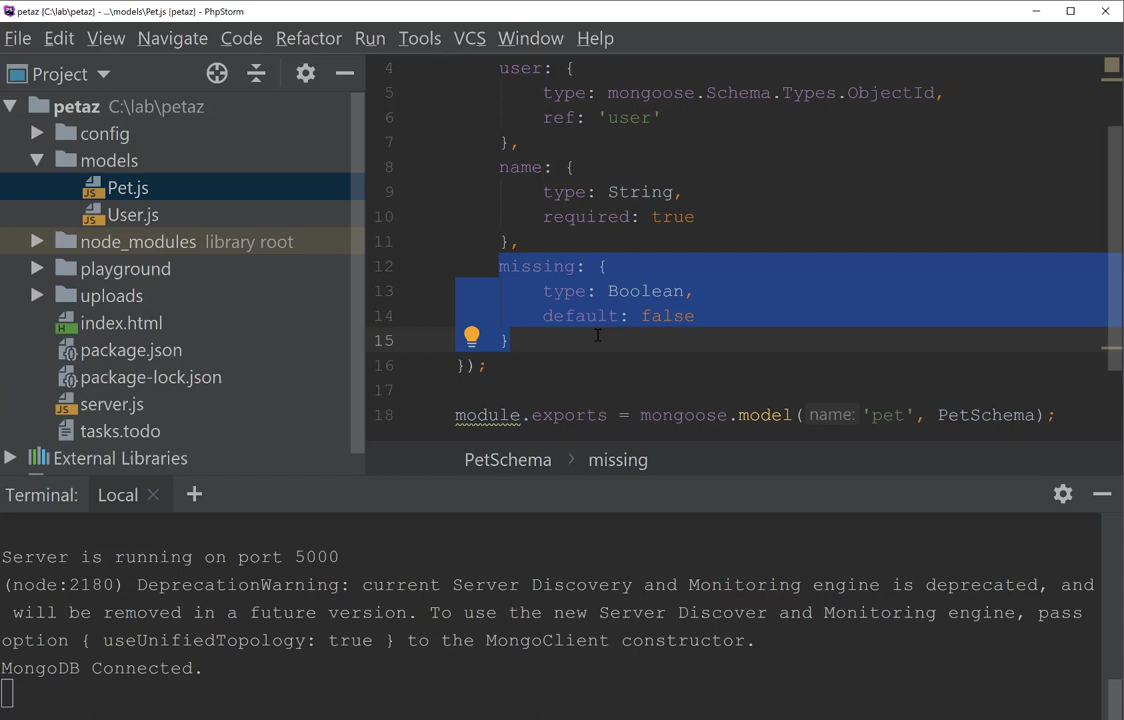 petaz [C:\lab\petaz] - ...\models\Pet.js [petaz] - PhpStorm
File Edit View Navigate Code Refactor Run Tools VCS Window Help
Project
petaz C:\lab\petaz
config
models
JS Pet.js
JS User.js
node_modules library root
playground
uploads
index.html
package.json
package-lock.json
JS server.js
tasks.todo
External Libraries
4 user: {
5 type: mongoose.Schema.Types.ObjectId,
6 ref: 'user'
7 },
8 name: {
9 type: String,
10 required: true
11 },
12 missing: {
13 type: Boolean,
14 default: false
15 }
16 });
17
18 module.exports = mongoose.model( name: 'pet', PetSchema);
PetSchema > missing
Terminal: Local × +
Server is running on port 5000
(node:2180) DeprecationWarning: current Server Discovery and Monitoring engine is deprecated, and
will be removed in a future version. To use the new Server Discover and Monitoring engine, pass
option { useUnifiedTopology: true } to the MongoClient constructor.
MongoDB Connected.